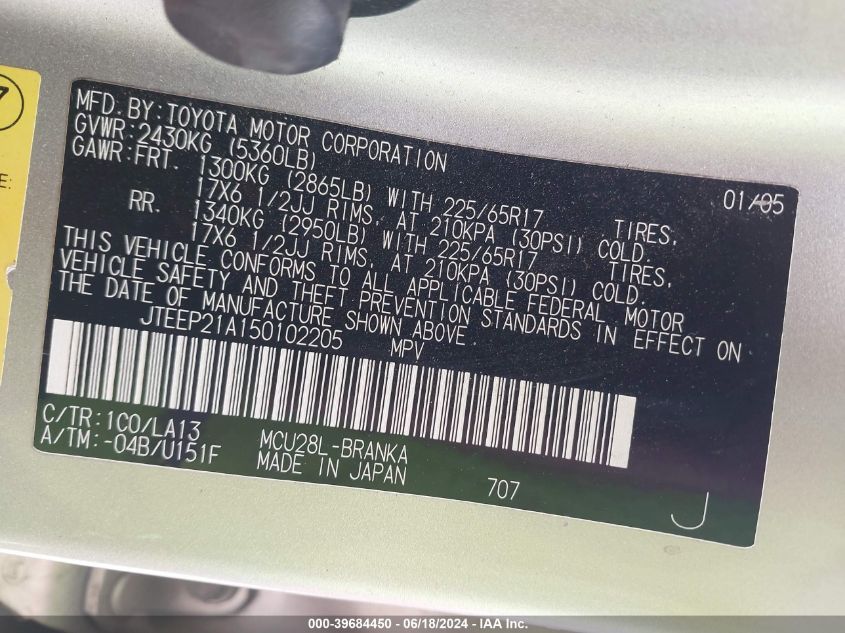 7
E:
MFD. BY: TOYOTA MOTOR CORPORATION 01/05
GVWR: 2430KG (5360LB)
GAWR: FRT. 1300KG (2865LB) WITH 225/65R17 TIRES,
17X6 1/2JJ RIMS, AT 210KPA (30PSI) COLD.
RR. 1340KG (2950LB) WITH 225/65R17 TIRES,
17X6 1/2JJ RIMS, AT 210KPA (30PSI) COLD.
THIS VEHICLE CONFORMS TO ALL APPLICABLE FEDERAL MOTOR
VEHICLE SAFETY AND THEFT PREVENTION STANDARDS IN EFFECT ON
THE DATE OF MANUFACTURE SHOWN ABOVE.
JTEEP21A150102205 MPV
C/TR: 1C0/LA13 MCU28L-BRANKA
A/TM: -04B/U151F MADE IN JAPAN 707 J
000-39684450 - 06/18/2024 - IAA Inc.